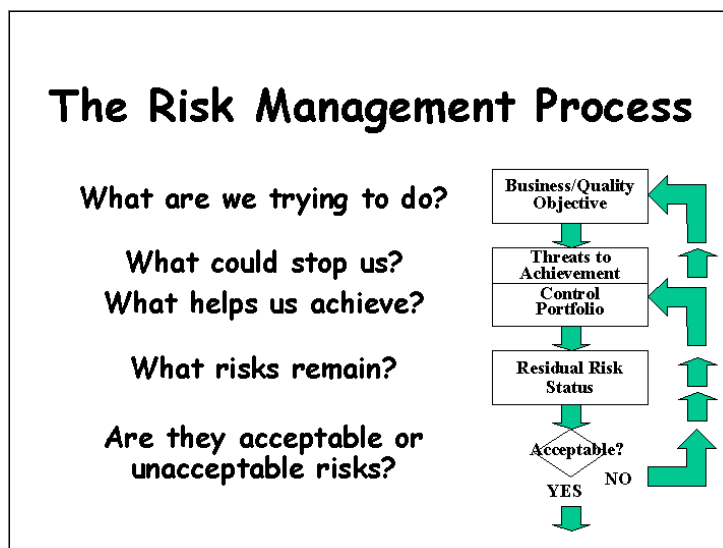 The Risk Management Process
What are we trying to do?
Business/Quality
Objective
What could stop us?
Threats to
Achievement
What helps us achieve?
Control
Portfolio
What risks remain?
Residual Risk
Status
Are they acceptable or
unacceptable risks?
Acceptable?
NO
YES